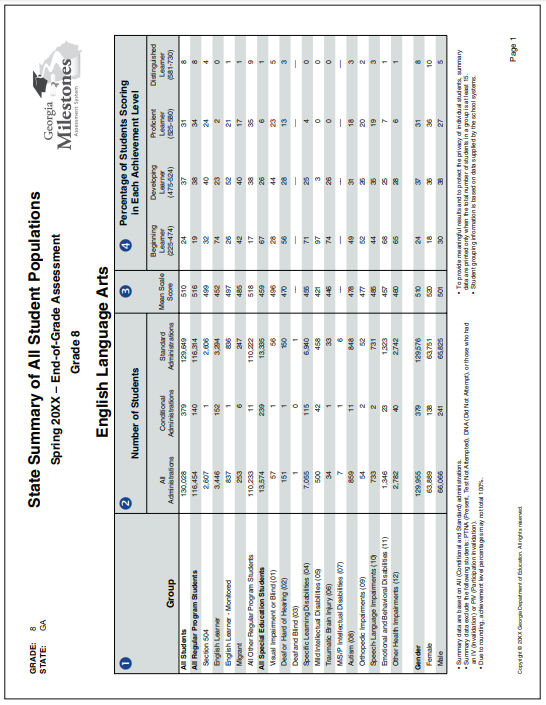 State Summary of All Student Populations
Spring 20XX – End-of-Grade Assessment
Grade 8
GRADE: 8
STATE: GA
Georgia
Milestones
Assessment System
English Language Arts
1 2 Number of Students 3 4 Percentage of Students Scoring
in Each Achievement Level
Group All Administrations Conditional Administrations Standard Administrations Mean Scale Score Beginning Learner (225-474) Developing Learner (475-524) Proficient Learner (525-580) Distinguished Learner (581-730)
All Students 130,028 379 129,649 510 24 37 31 8
All Regular Program Students 116,454 140 116,314 516 19 38 34 8
Section 504 2,607 1 2,606 499 32 40 24 4
English Learner 3,446 152 3,294 452 74 23 2 0
English Learner - Monitored 837 1 836 497 26 52 21 1
Migrant 253 6 247 485 42 40 17 1
All Other Regular Program Students 110,233 11 110,222 518 17 38 35 9
All Special Education Students 13,574 239 13,335 459 67 26 6 1
Visual Impairment or Blind (01) 57 1 56 496 28 44 23 5
Deaf or Hard of Hearing (02) 151 1 150 470 56 28 13 3
Deaf and Blind (03) 1 0 1 — — — — —
Specific Learning Disabilities (04) 7,055 115 6,940 455 71 25 4 0
Mild Intellectual Disabilities (05) 500 42 458 421 97 3 0 0
Traumatic Brain Injury (06) 34 1 33 446 74 26 0 0
MS/P Intellectual Disabilities (07) 7 1 6 — — — — —
Autism (08) 859 11 848 478 49 31 18 3
Orthopedic Impairments (09) 54 2 52 477 52 26 20 2
Speech-Language Impairments (10) 733 2 731 485 44 35 19 3
Emotional and Behavioral Disabilities (11) 1,346 23 1,323 457 68 25 7 1
Other Health Impairments (12) 2,782 40 2,742 460 65 28 6 1
Gender 129,955 379 129,576 510 24 37 31 8
Female 63,889 138 63,751 520 18 36 36 10
Male 66,066 241 65,825 501 30 38 27 5
• Summary data are based on All (Conditional and Standard) administrations.
• Summary data exclude the following students: PTNA (Present, Test Not Attempted), DNA (Did Not Attempt), or those who had
an IV (Invalidation) or PIV (Participation Invalidation).
• Due to rounding, achievement level percentages may not total 100%.
• To provide meaningful results and to protect the privacy of individual students, summary
data are printed only when the total number of students in a group is at least 15.
• Student grouping information is based on data supplied by the school systems.
Copyright © 20XX Georgia Department of Education. All rights reserved.
Page 1